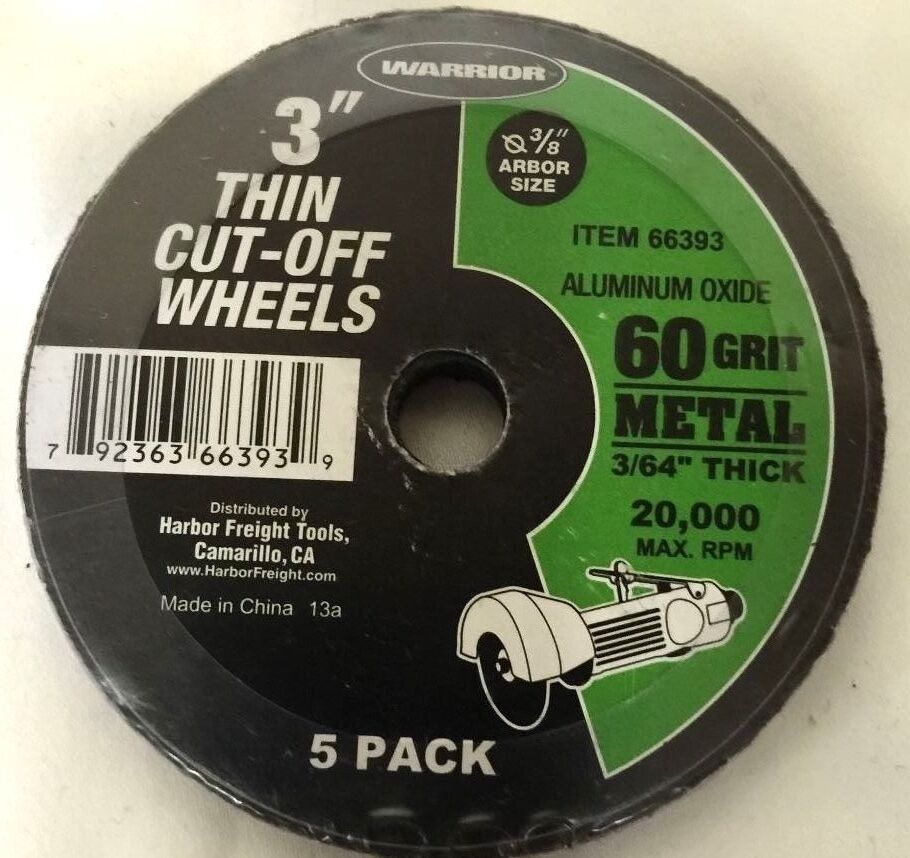 WARRIOR
3"
THIN
CUT-OFF
WHEELS
⌀ 3/8"
ARBOR
SIZE
ITEM 66393
ALUMINUM OXIDE
60 GRIT
METAL
3/64" THICK
20,000
MAX. RPM
7 92363 66393 9
Distributed by
Harbor Freight Tools,
Camarillo, CA
www.HarborFreight.com
Made in China 13a
5 PACK